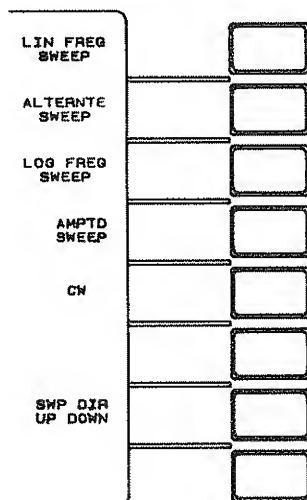 LIN FREQ
SWEEP
ALTERNTE
SWEEP
LOG FREQ
SWEEP
AMPTD
SWEEP
CW
SWP DIR
UP DOWN